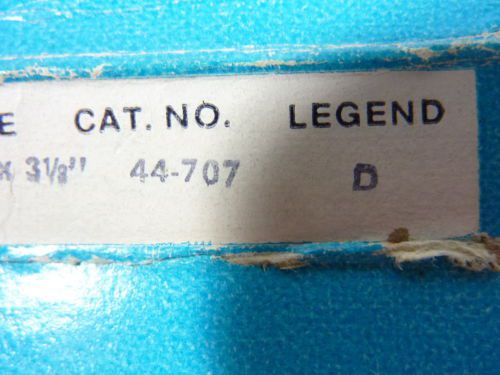 E CAT. NO. LEGEND
x 3⅛" 44-707 D